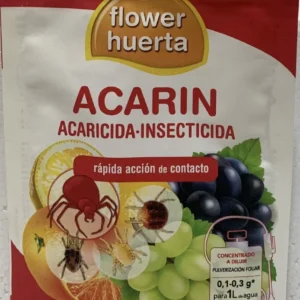 flower
huerta
ACARIN
ACARICIDA-INSECTICIDA
rápida acción de contacto
CONCENTRADO
A DILUIR
PULVERIZACIÓN FOLIAR
0,1-0,3 g*
para 1L de agua